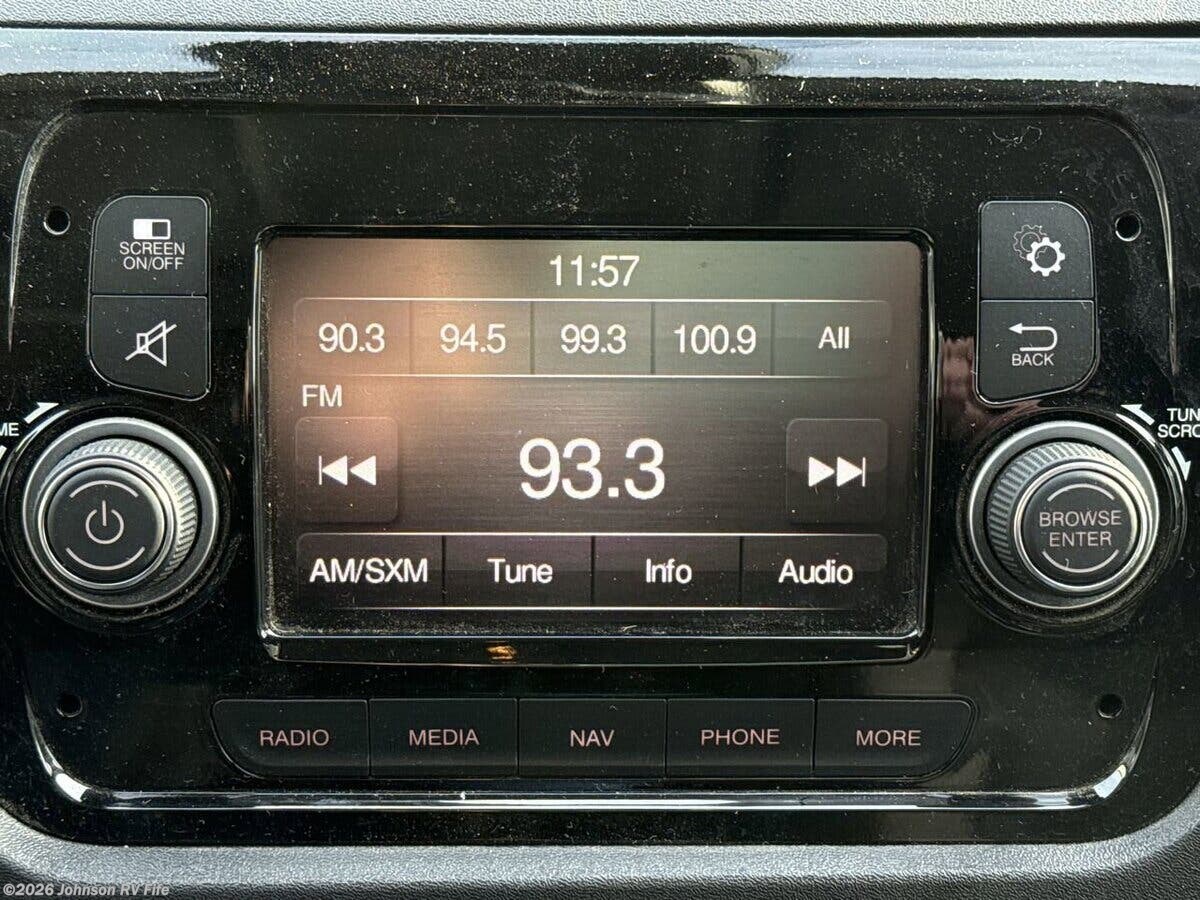 SCREEN
ON/OFF
11:57
90.3 94.5 99.3 100.9 All
FM
BACK
93.3
BROWSE
ENTER
AM/SXM Tune Info Audio
RADIO MEDIA NAV PHONE MORE
©2026 Johnson RV Fife